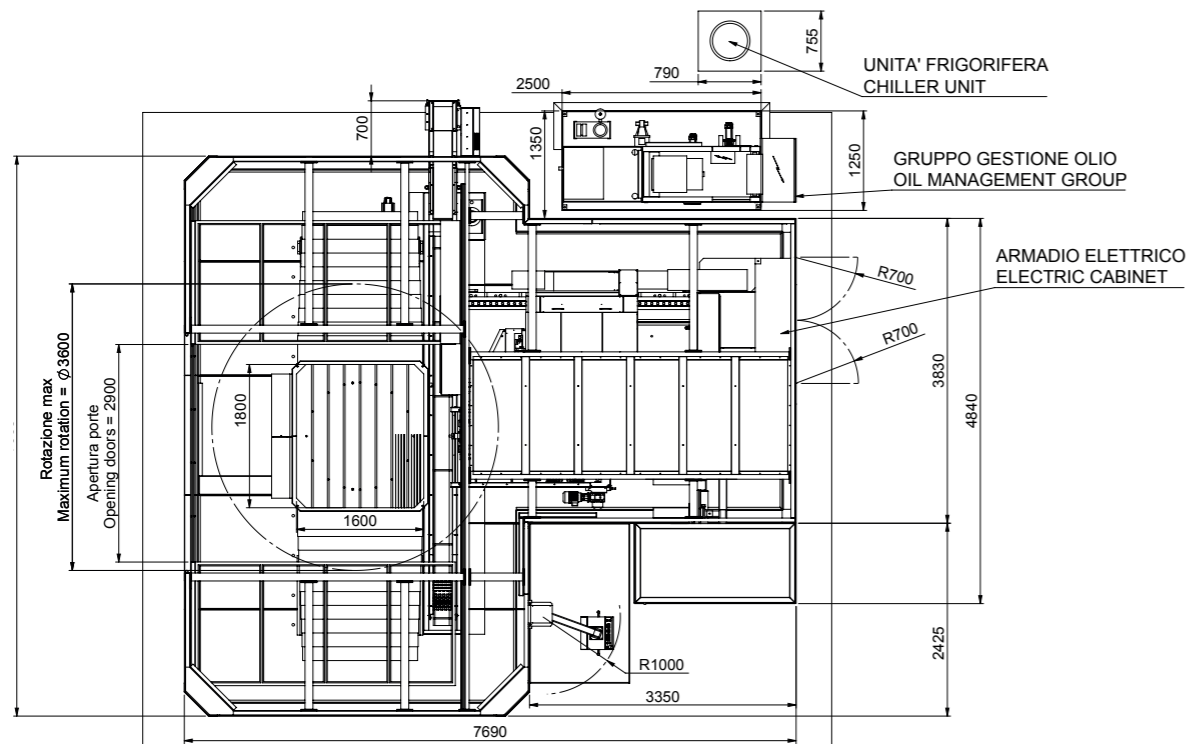 755
790
UNITA' FRIGORIFERA
CHILLER UNIT
2500
700
1350
1250
GRUPPO GESTIONE OLIO
OIL MANAGEMENT GROUP
ARMADIO ELETTRICO
ELECTRIC CABINET
R700
R700
Rotazione max
Maximum rotation = Ø3600
Apertura porte
Opening doors = 2900
1800
1600
3830
4840
2425
R1000
3350
7690